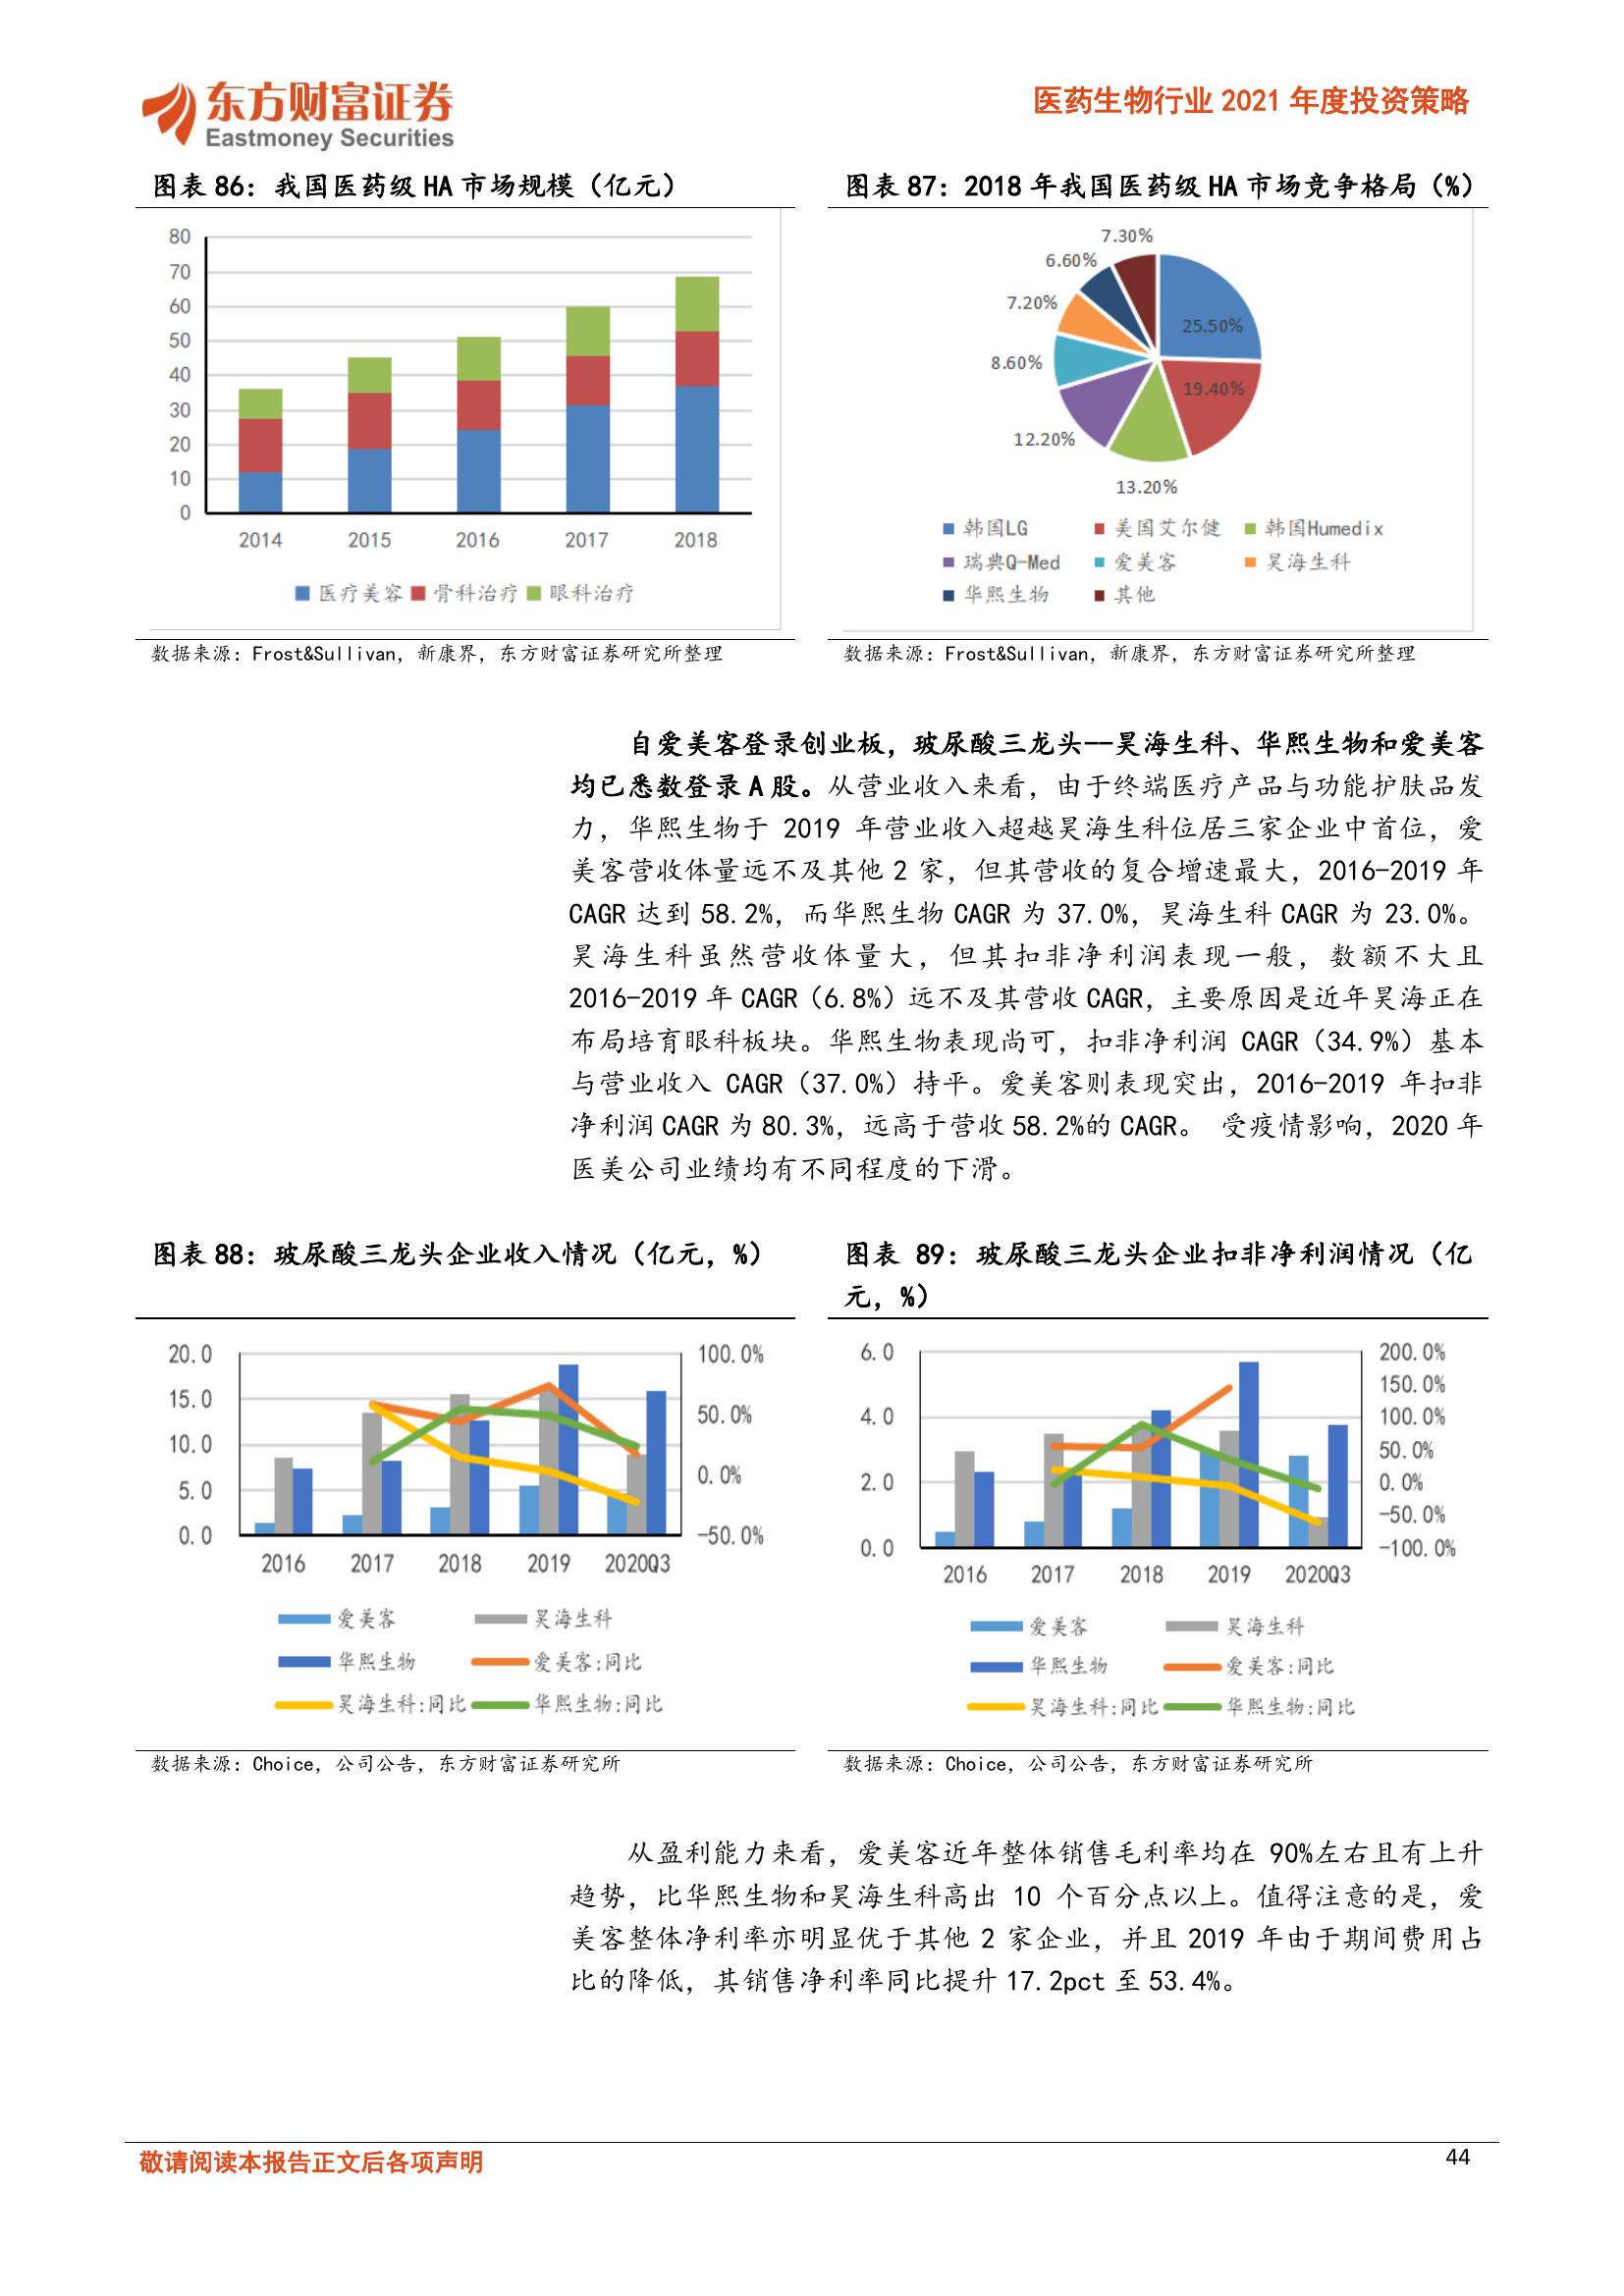 东方财富证券
Eastmoney Securities
医药生物行业 2021 年度投资策略
图表 86：我国医药级 HA 市场规模（亿元）
80
70
60
50
40
30
20
10
0
2014 2015 2016 2017 2018
医疗美容 骨科治疗 眼科治疗
数据来源：Frost&Sullivan，新康界，东方财富证券研究所整理
图表 87：2018 年我国医药级 HA 市场竞争格局（%）
7.30%
6.60%
7.20%
25.50%
8.60%
19.40%
12.20%
13.20%
韩国LG 美国艾尔健 韩国Humedix
瑞典Q-Med 爱美客 昊海生科
华熙生物 其他
数据来源：Frost&Sullivan，新康界，东方财富证券研究所整理
自爱美客登录创业板，玻尿酸三龙头--昊海生科、华熙生物和爱美客
均已悉数登录 A 股。从营业收入来看，由于终端医疗产品与功能护肤品发
力，华熙生物于 2019 年营业收入超越昊海生科位居三家企业中首位，爱
美客营收体量远不及其他 2 家，但其营收的复合增速最大，2016-2019 年
CAGR 达到 58.2%，而华熙生物 CAGR 为 37.0%，昊海生科 CAGR 为 23.0%。
昊海生科虽然营收体量大，但其扣非净利润表现一般，数额不大且
2016-2019 年 CAGR（6.8%）远不及其营收 CAGR，主要原因是近年昊海正在
布局培育眼科板块。华熙生物表现尚可，扣非净利润 CAGR（34.9%）基本
与营业收入 CAGR（37.0%）持平。爱美客则表现突出，2016-2019 年扣非
净利润 CAGR 为 80.3%，远高于营收 58.2%的 CAGR。 受疫情影响，2020 年
医美公司业绩均有不同程度的下滑。
图表 88：玻尿酸三龙头企业收入情况（亿元，%）
20.0
15.0
10.0
5.0
0.0
100.0%
50.0%
0.0%
-50.0%
2016 2017 2018 2019 2020Q3
爱美客 昊海生科
华熙生物 爱美客:同比
昊海生科:同比 华熙生物:同比
数据来源：Choice，公司公告，东方财富证券研究所
图表 89：玻尿酸三龙头企业扣非净利润情况（亿
元，%）
6.0
4.0
2.0
0.0
200.0%
150.0%
100.0%
50.0%
0.0%
-50.0%
-100.0%
2016 2017 2018 2019 2020Q3
爱美客 昊海生科
华熙生物 爱美客:同比
昊海生科:同比 华熙生物:同比
数据来源：Choice，公司公告，东方财富证券研究所
从盈利能力来看，爱美客近年整体销售毛利率均在 90%左右且有上升
趋势，比华熙生物和昊海生科高出 10 个百分点以上。值得注意的是，爱
美客整体净利率亦明显优于其他 2 家企业，并且 2019 年由于期间费用占
比的降低，其销售净利率同比提升 17.2pct 至 53.4%。
敬请阅读本报告正文后各项声明
44